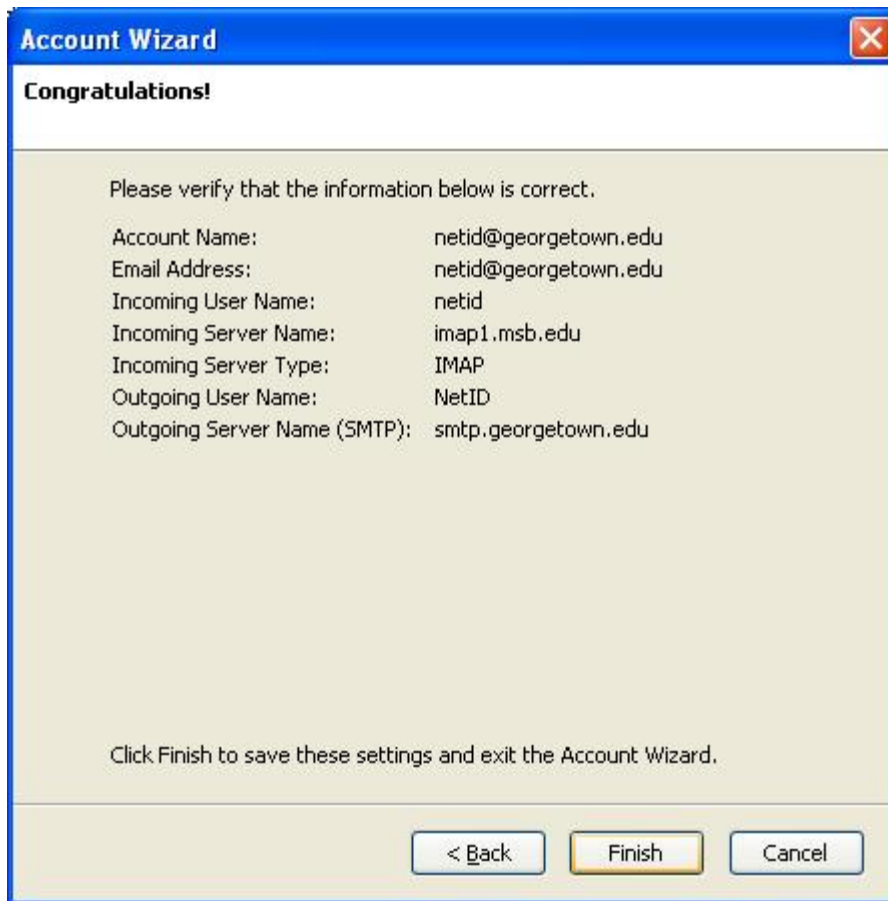 Account Wizard
Congratulations!
Please verify that the information below is correct.
Account Name: netid@georgetown.edu
Email Address: netid@georgetown.edu
Incoming User Name: netid
Incoming Server Name: imap1.msb.edu
Incoming Server Type: IMAP
Outgoing User Name: NetID
Outgoing Server Name (SMTP): smtp.georgetown.edu
Click Finish to save these settings and exit the Account Wizard.
< Back Finish Cancel